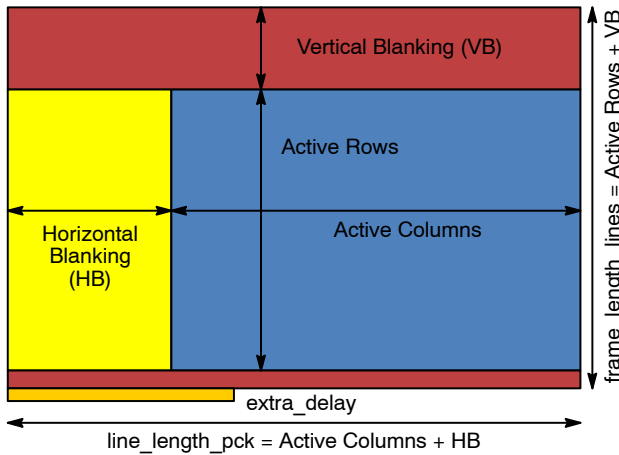 Vertical Blanking (VB)
Active Rows
Active Columns
Horizontal
Blanking
(HB)
frame_length_lines = Active Rows + VB
extra_delay
line_length_pck = Active Columns + HB